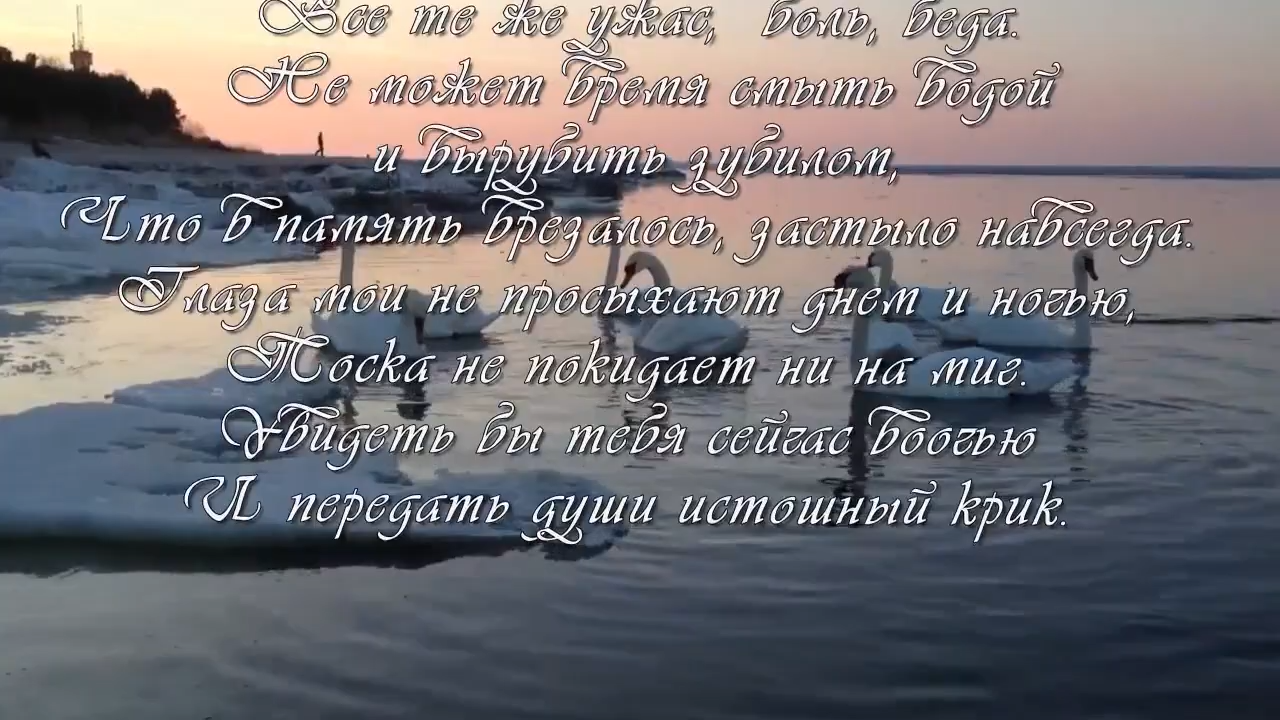 Все те же ужас, боль, беда.
Не может время смыть водой
и вырубить зубилом,
Что в память врезалось, застыло навсегда.
Глаза мои не просыхают днем и ночью,
Тоска не покидает ни на миг.
Увидеть бы тебя сейчас воочью
И передать души истошный крик.